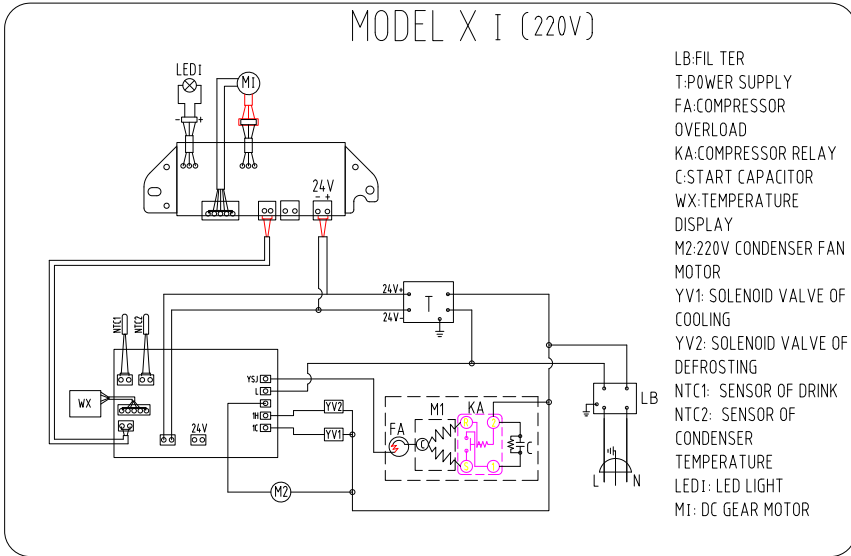 MODEL X I (220V)
LED1
MI
- +
24V
- +
LB:FIL TER
T:POWER SUPPLY
FA:COMPRESSOR
OVERLOAD
KA:COMPRESSOR RELAY
C:START CAPACITOR
WX:TEMPERATURE
DISPLAY
M2:220V CONDENSER FAN
MOTOR
YV1: SOLENOID VALVE OF
COOLING
YV2: SOLENOID VALVE OF
DEFROSTING
NTC1: SENSOR OF DRINK
NTC2: SENSOR OF
CONDENSER
TEMPERATURE
LEDI: LED LIGHT
MI: DC GEAR MOTOR
24V+
24V-
T
NTC1
NTC2
WX
24V
YSJ
L
1H
1C
YV2
YV1
M2
FA
M1
C
KA
C
LB
L
N